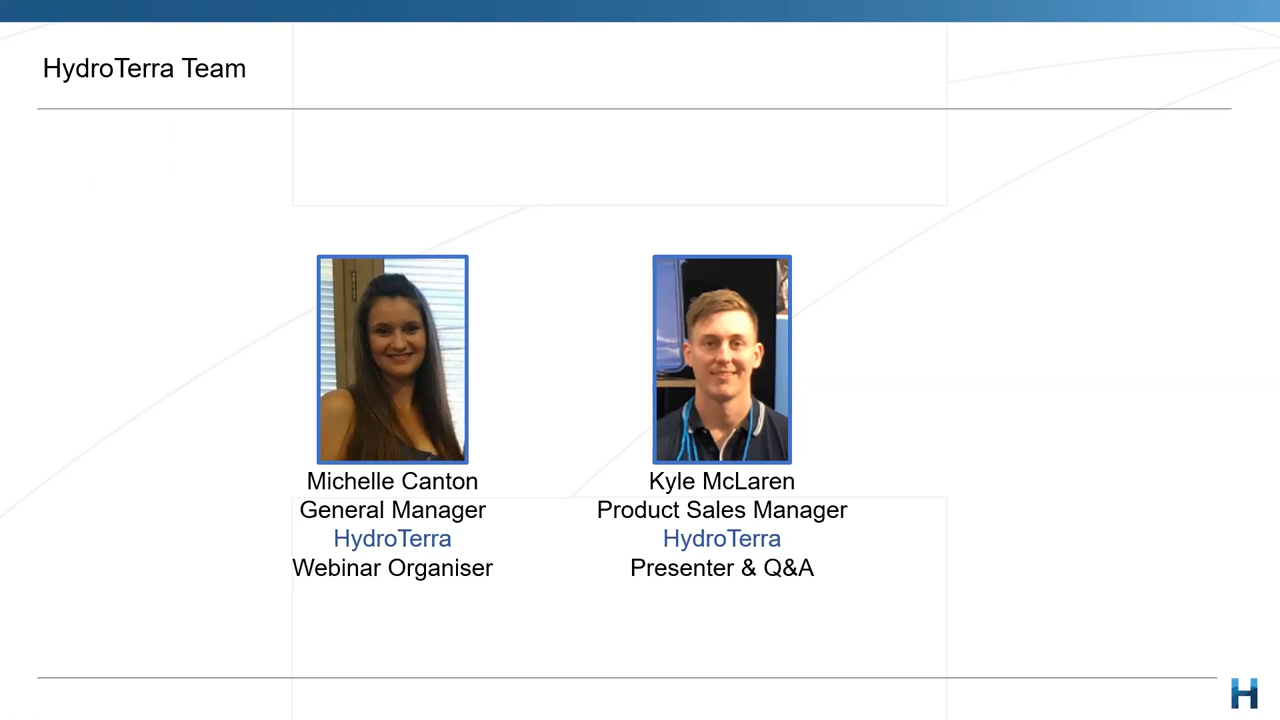 HydroTerra Team
Michelle Canton
General Manager
HydroTerra
Webinar Organiser
Kyle McLaren
Product Sales Manager
HydroTerra
Presenter & Q&A
H